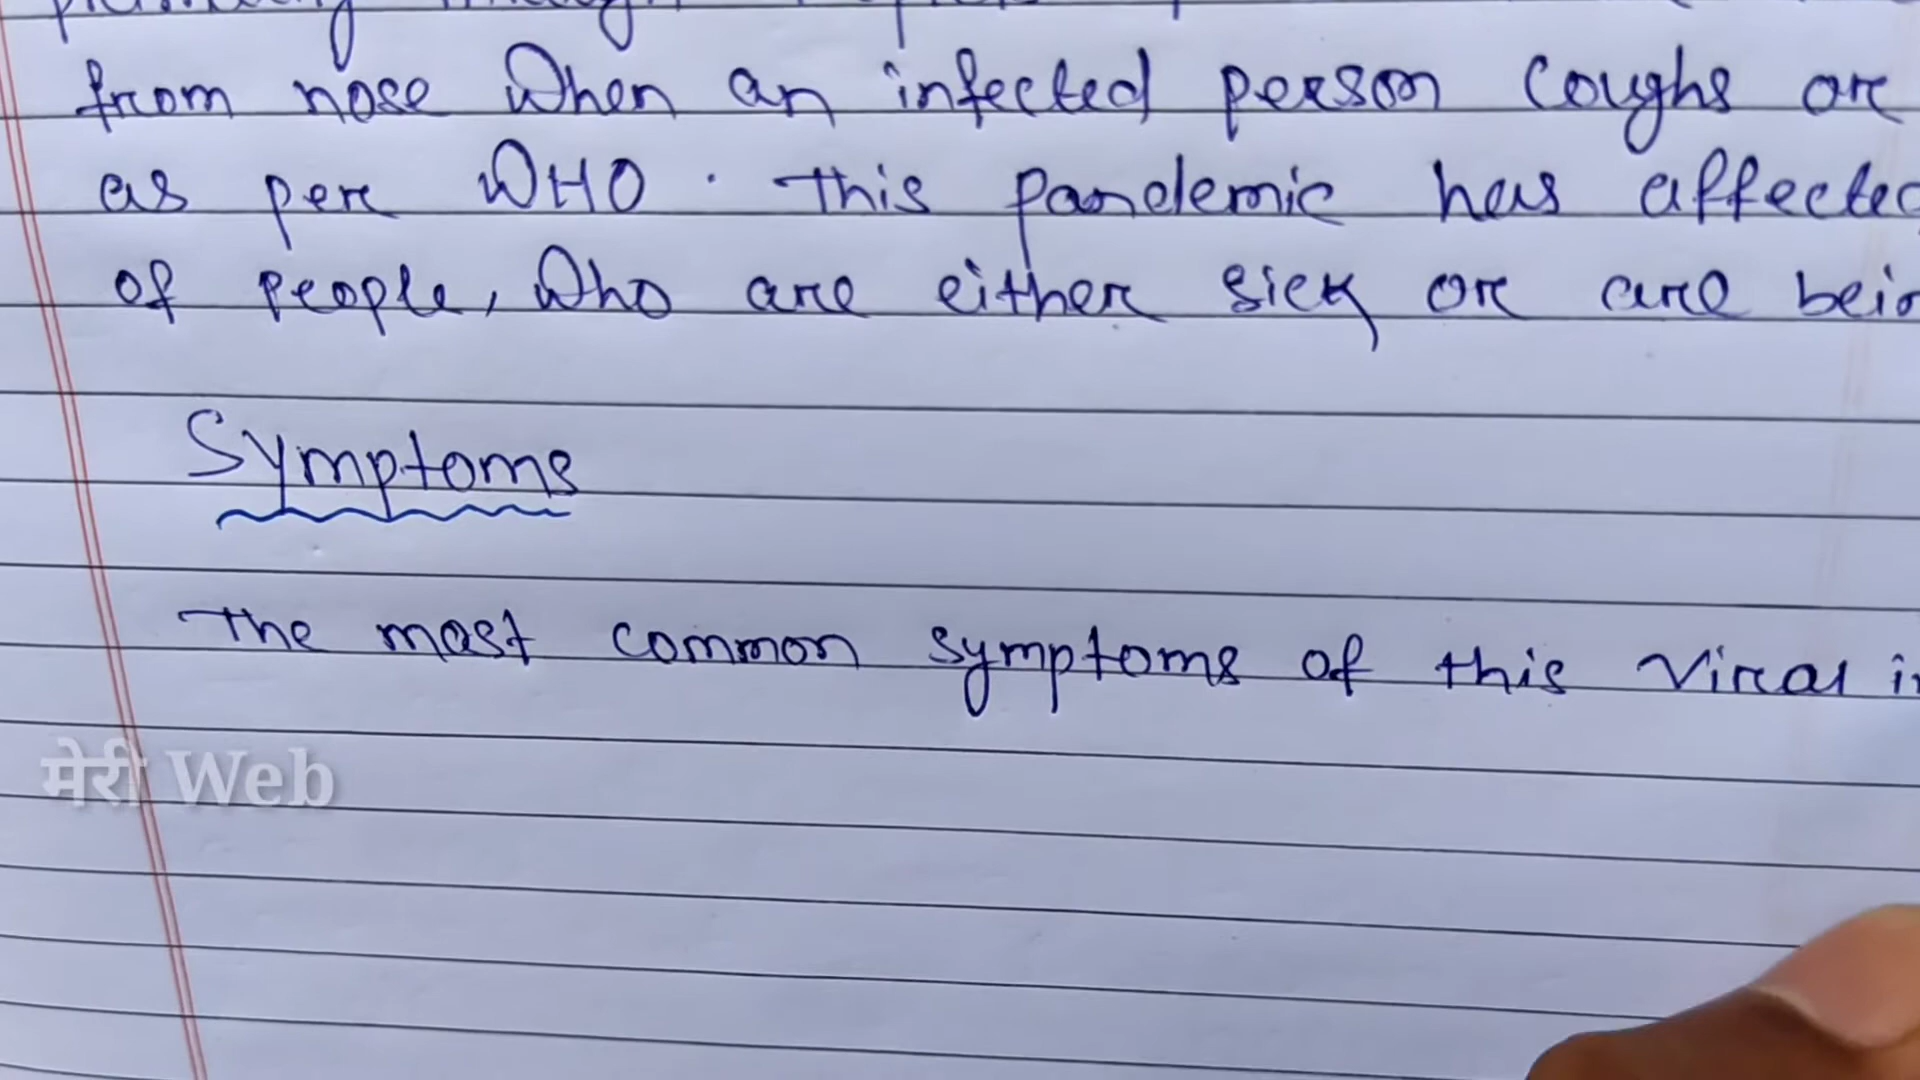 from nose when an infected person coughs or
as per WHO. This pandemic has affected
of people, who are either sick or are
Symptoms
The most common symptoms of this viral
मेरी Web